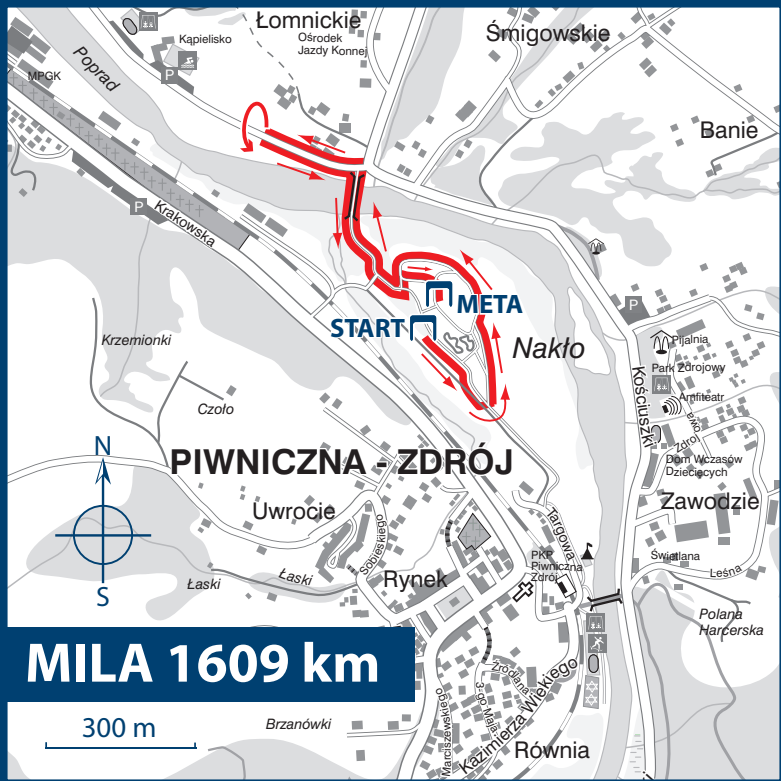 Łomnickie
Kąpielisko
Ośrodek
Jazdy Konnej
Śmigowskie
MPGK
Poprad
P
Banie
P
Krakowska
META
START
Nakło
P
Pijalnia
Park Zdrojowy
Kościuszki
Amfiteatr
Zdrojowa
Dom Wczasów
Dziecięcych
Krzemionki
Czoło
N
PIWNICZNA - ZDRÓJ
Uwrocie
Zawodzie
Targowa
Sobieskiego
S
Łaski
Łaski
Rynek
PKP
Piwniczna
Zdrój
Świetlana
Leśna
Polana
Harcerska
MILA 1609 km
Źródlana
3-go Maja
Kazimierza Wielkiego
Marciszewskiego
300 m
Brzanówki
Równia